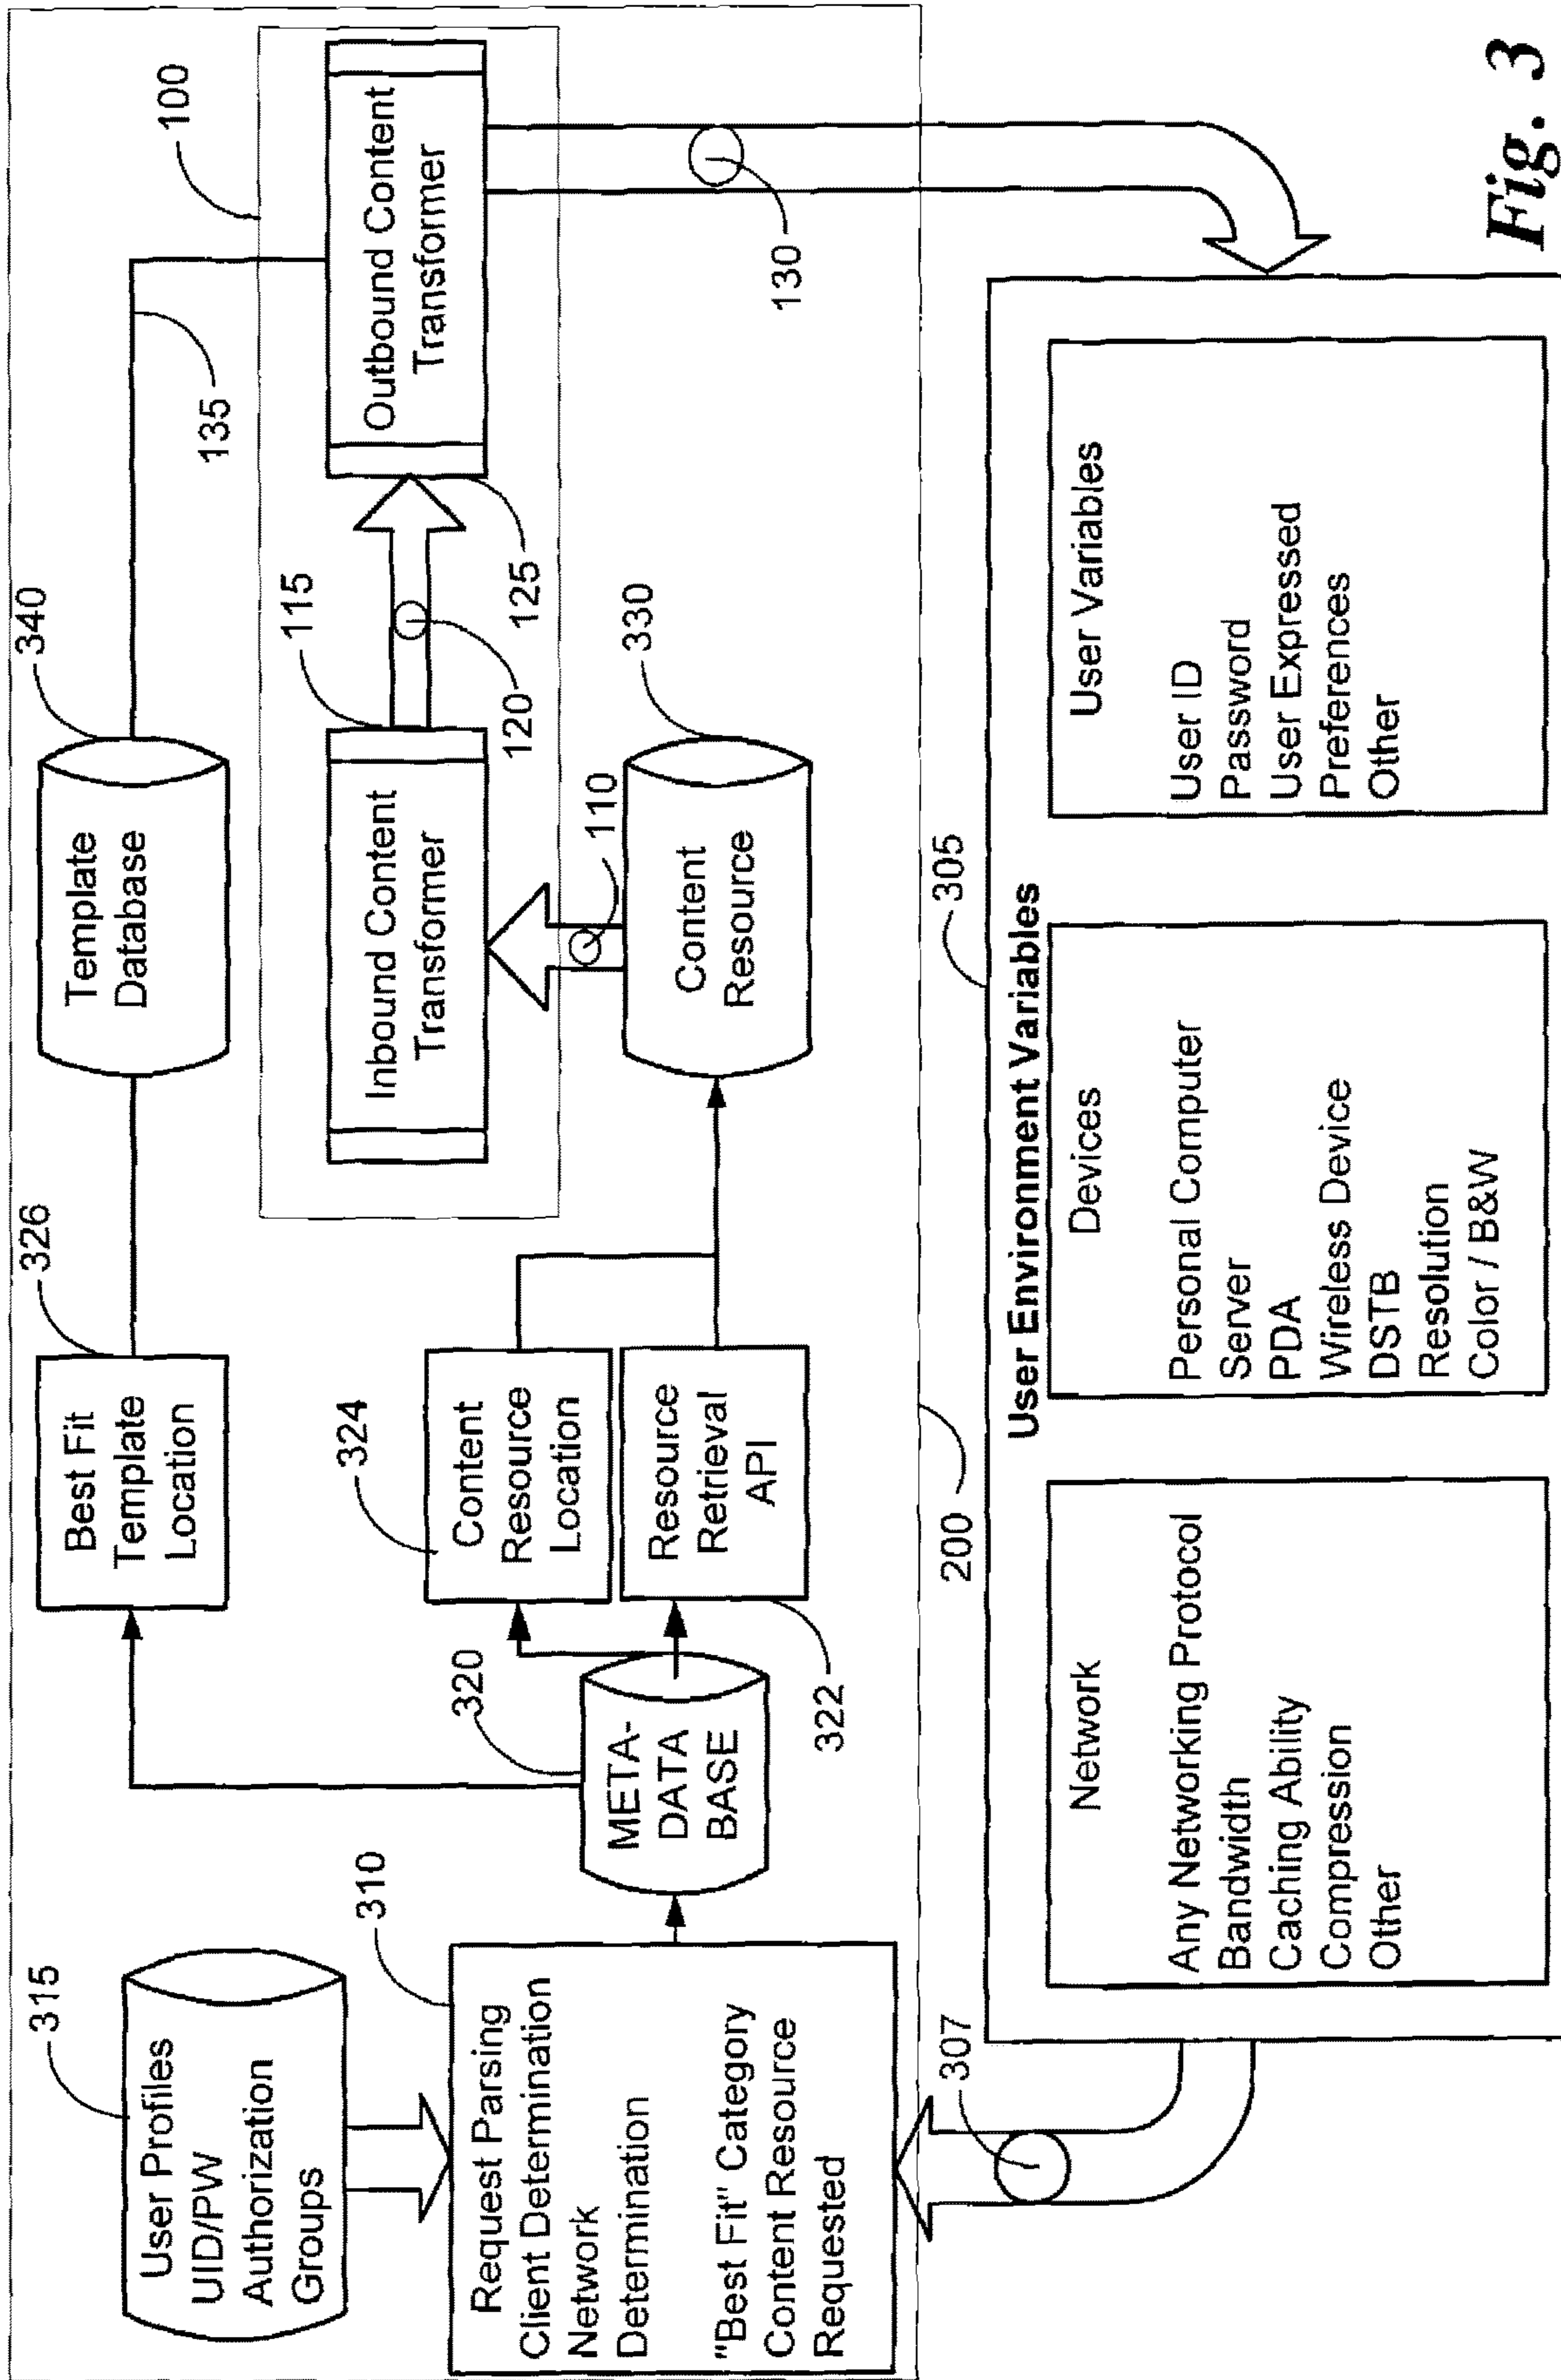 315
User Profiles
UID/PW
Authorization
Groups
310
Request Parsing
Client Determination
Network
Determination
"Best Fit" Category
Content Resource
Requested
307
320
META-
DATA
BASE
326
Best Fit
Template
Location
324
Content
Resource
Location
Resource
Retrieval
API
322
340
Template
Database
135
100
115
Inbound Content
Transformer
120
125
Outbound Content
Transformer
110
330
Content
Resource
130
200
305
User Environment Variables
Network
Any Networking Protocol
Bandwidth
Caching Ability
Compression
Other
Devices
Personal Computer
Server
PDA
Wireless Device
DSTB
Resolution
Color / B&W
User Variables
User ID
Password
User Expressed
Preferences
Other
Fig. 3